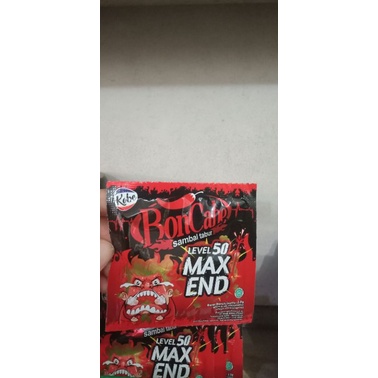 Kobe
BonCabe
sambal tabur
LEVEL 50
MAX
END
sambal tabur
LEVEL 50
MAX
END